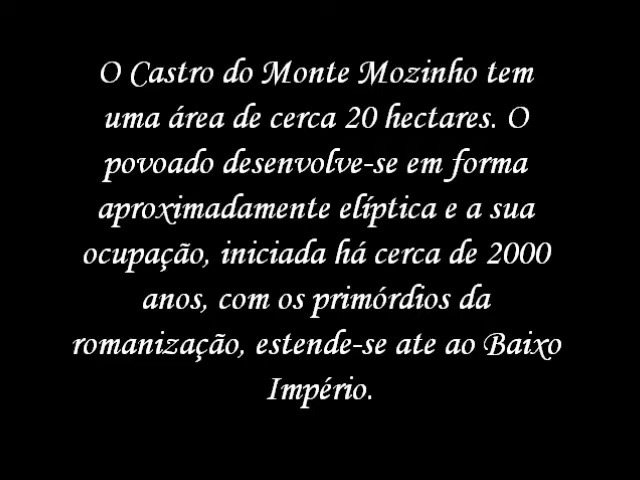 O Castro do Monte Mozinho tem
uma área de cerca 20 hectares. O
povoado desenvolve-se em forma
aproximadamente elíptica e a sua
ocupação, iniciada há cerca de 2000
anos, com os primórdios da
romanização, estende-se ate ao Baixo
Império.